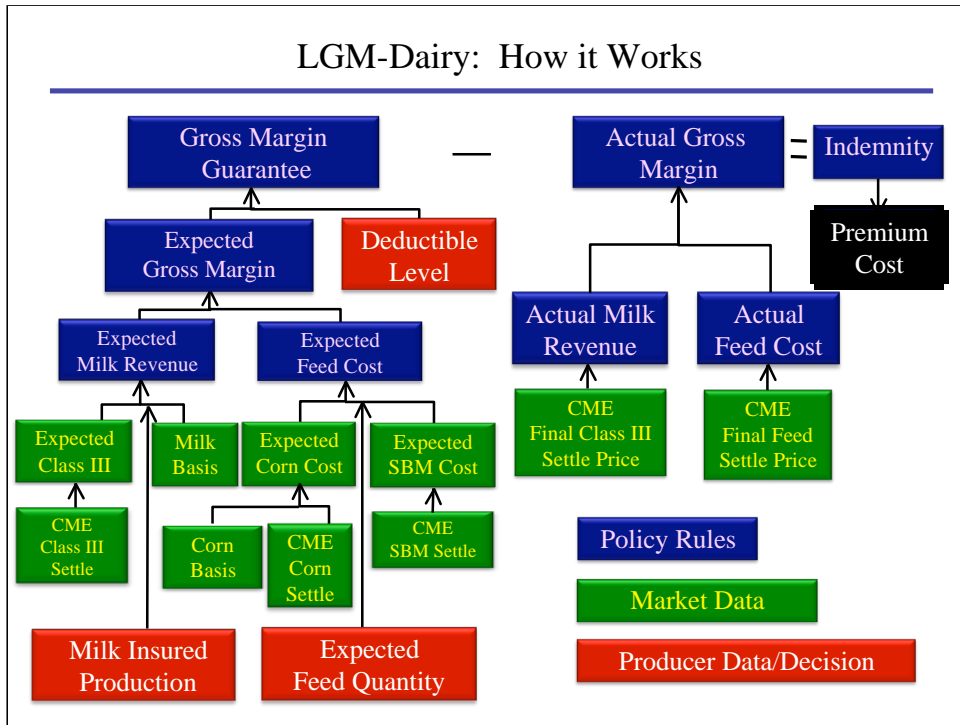 LGM-Dairy: How it Works
Gross Margin
Guarantee
—
Actual Gross
Margin
=
Indemnity
Premium
Cost
Expected
Gross Margin
Deductible
Level
Expected
Milk Revenue
Expected
Feed Cost
Actual Milk
Revenue
Actual
Feed Cost
Expected
Class III
Milk
Basis
Expected
Corn Cost
Expected
SBM Cost
CME
Final Class III
Settle Price
CME
Final Feed
Settle Price
CME
Class III
Settle
Corn
Basis
CME
Corn
Settle
CME
SBM Settle
Milk Insured
Production
Expected
Feed Quantity
Policy Rules
Market Data
Producer Data/Decision